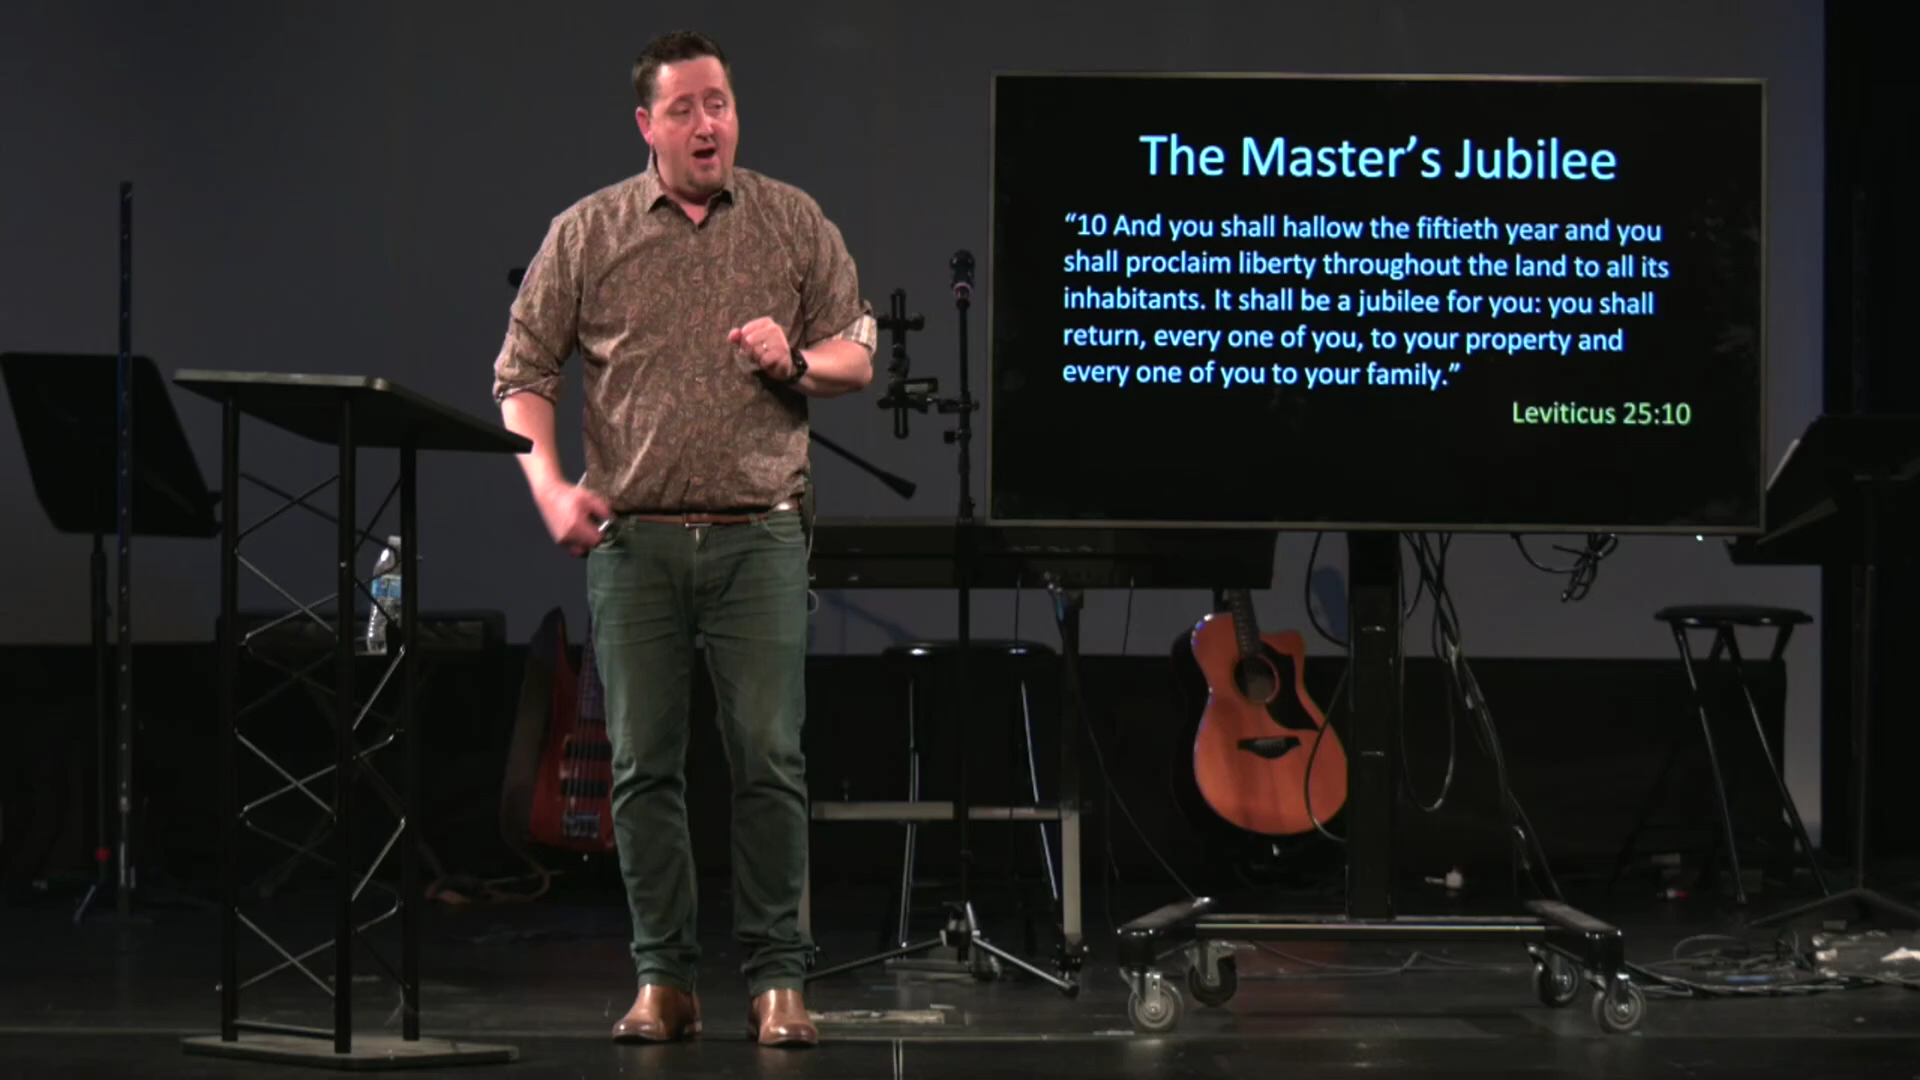 The Master’s Jubilee
“10 And you shall hallow the fiftieth year and you
shall proclaim liberty throughout the land to all its
inhabitants. It shall be a jubilee for you: you shall
return, every one of you, to your property and
every one of you to your family.”
Leviticus 25:10